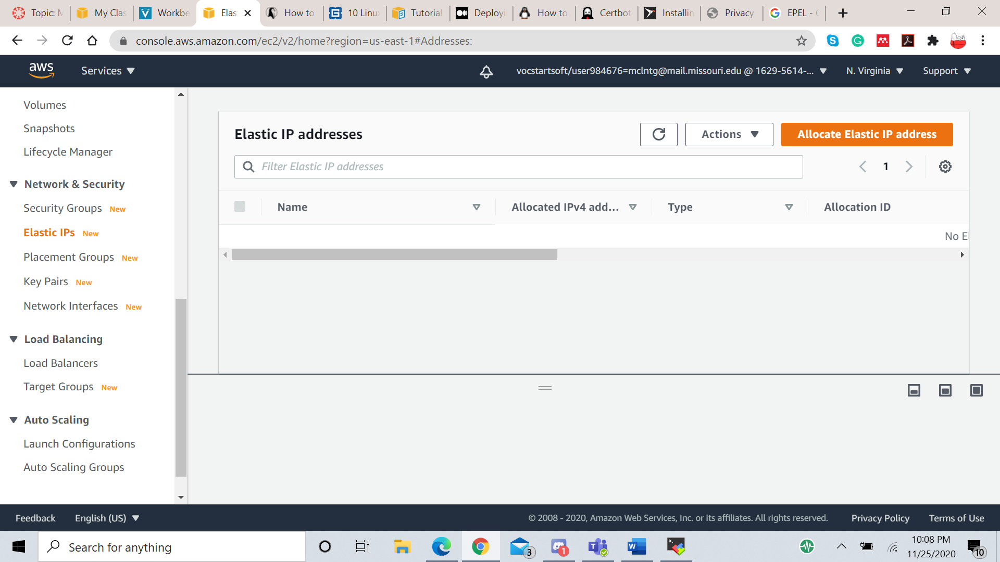 Topic: M
My Clas
Workbe
Elas
How to
10 Linux
Tutorial
Deployi
How to
Certbot
Installin
Privacy
EPEL - G
console.aws.amazon.com/ec2/v2/home?region=us-east-1#Addresses:
aws
Services
vocstartsoft/user984676=mclntg@mail.missouri.edu @ 1629-5614-...
N. Virginia
Support
Volumes
Snapshots
Lifecycle Manager
Network & Security
Security Groups New
Elastic IPs New
Placement Groups New
Key Pairs New
Network Interfaces New
Load Balancing
Load Balancers
Target Groups New
Auto Scaling
Launch Configurations
Auto Scaling Groups
Elastic IP addresses
Actions
Allocate Elastic IP address
Filter Elastic IP addresses
1
Name
Allocated IPv4 add...
Type
Allocation ID
No E
Feedback
English (US)
© 2008 - 2020, Amazon Web Services, Inc. or its affiliates. All rights reserved.
Privacy Policy
Terms of Use
Search for anything
3
1
10:08 PM
11/25/2020
10